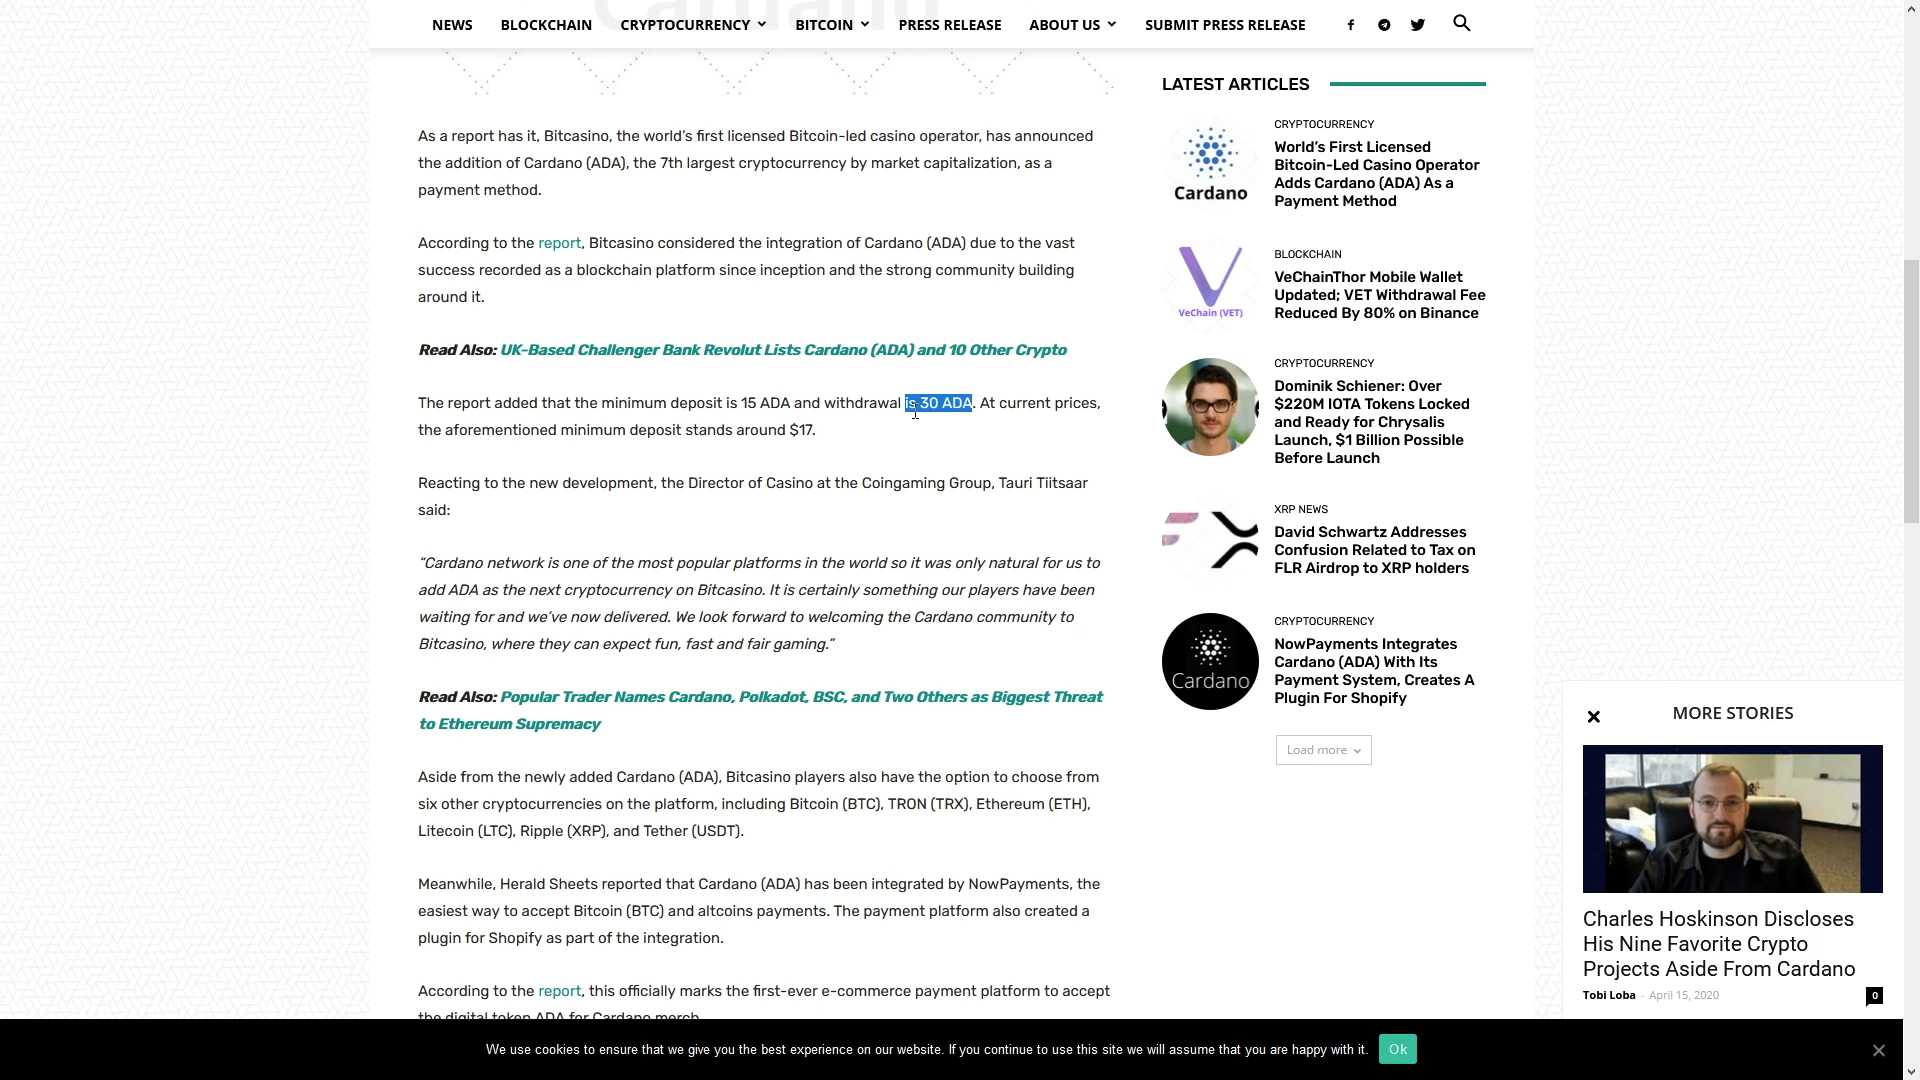 NEWS
BLOCKCHAIN
CRYPTOCURRENCY
BITCOIN
PRESS RELEASE
ABOUT US
SUBMIT PRESS RELEASE
As a report has it, Bitcasino, the world’s first licensed Bitcoin-led casino operator, has announced
the addition of Cardano (ADA), the 7th largest cryptocurrency by market capitalization, as a
payment method.
According to the report, Bitcasino considered the integration of Cardano (ADA) due to the vast
success recorded as a blockchain platform since inception and the strong community building
around it.
Read Also: UK-Based Challenger Bank Revolut Lists Cardano (ADA) and 10 Other Crypto
The report added that the minimum deposit is 15 ADA and withdrawal is 30 ADA. At current prices,
the aforementioned minimum deposit stands around $17.
Reacting to the new development, the Director of Casino at the Coingaming Group, Tauri Tiitsaar
said:
“Cardano network is one of the most popular platforms in the world so it was only natural for us to
add ADA as the next cryptocurrency on Bitcasino. It is certainly something our players have been
waiting for and we’ve now delivered. We look forward to welcoming the Cardano community to
Bitcasino, where they can expect fun, fast and fair gaming.”
Read Also: Popular Trader Names Cardano, Polkadot, BSC, and Two Others as Biggest Threat
to Ethereum Supremacy
Aside from the newly added Cardano (ADA), Bitcasino players also have the option to choose from
six other cryptocurrencies on the platform, including Bitcoin (BTC), TRON (TRX), Ethereum (ETH),
Litecoin (LTC), Ripple (XRP), and Tether (USDT).
Meanwhile, Herald Sheets reported that Cardano (ADA) has been integrated by NowPayments, the
easiest way to accept Bitcoin (BTC) and altcoins payments. The payment platform also created a
plugin for Shopify as part of the integration.
According to the report, this officially marks the first-ever e-commerce payment platform to accept
the digital token ADA for Cardano merch.
LATEST ARTICLES
Cardano
CRYPTOCURRENCY
World’s First Licensed
Bitcoin-Led Casino Operator
Adds Cardano (ADA) As a
Payment Method
VeChain (VET)
BLOCKCHAIN
VeChainThor Mobile Wallet
Updated; VET Withdrawal Fee
Reduced By 80% on Binance
CRYPTOCURRENCY
Dominik Schiener: Over
$220M IOTA Tokens Locked
and Ready for Chrysalis
Launch, $1 Billion Possible
Before Launch
XRP NEWS
David Schwartz Addresses
Confusion Related to Tax on
FLR Airdrop to XRP holders
Cardano
CRYPTOCURRENCY
NowPayments Integrates
Cardano (ADA) With Its
Payment System, Creates A
Plugin For Shopify
Load more
MORE STORIES
Charles Hoskinson Discloses
His Nine Favorite Crypto
Projects Aside From Cardano
Tobi Loba - April 15, 2020
0
We use cookies to ensure that we give you the best experience on our website. If you continue to use this site we will assume that you are happy with it.
Ok